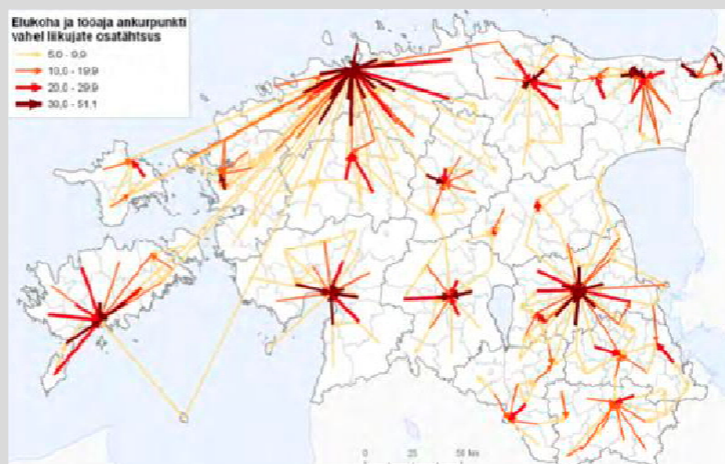 Elukoha ja tööaja ankurpunkti
vahel liikujate osatähtsus
5,0 - 9,9
10,0 - 19,9
20,0 - 29,9
30,0 - 51,1
0 25 50 km